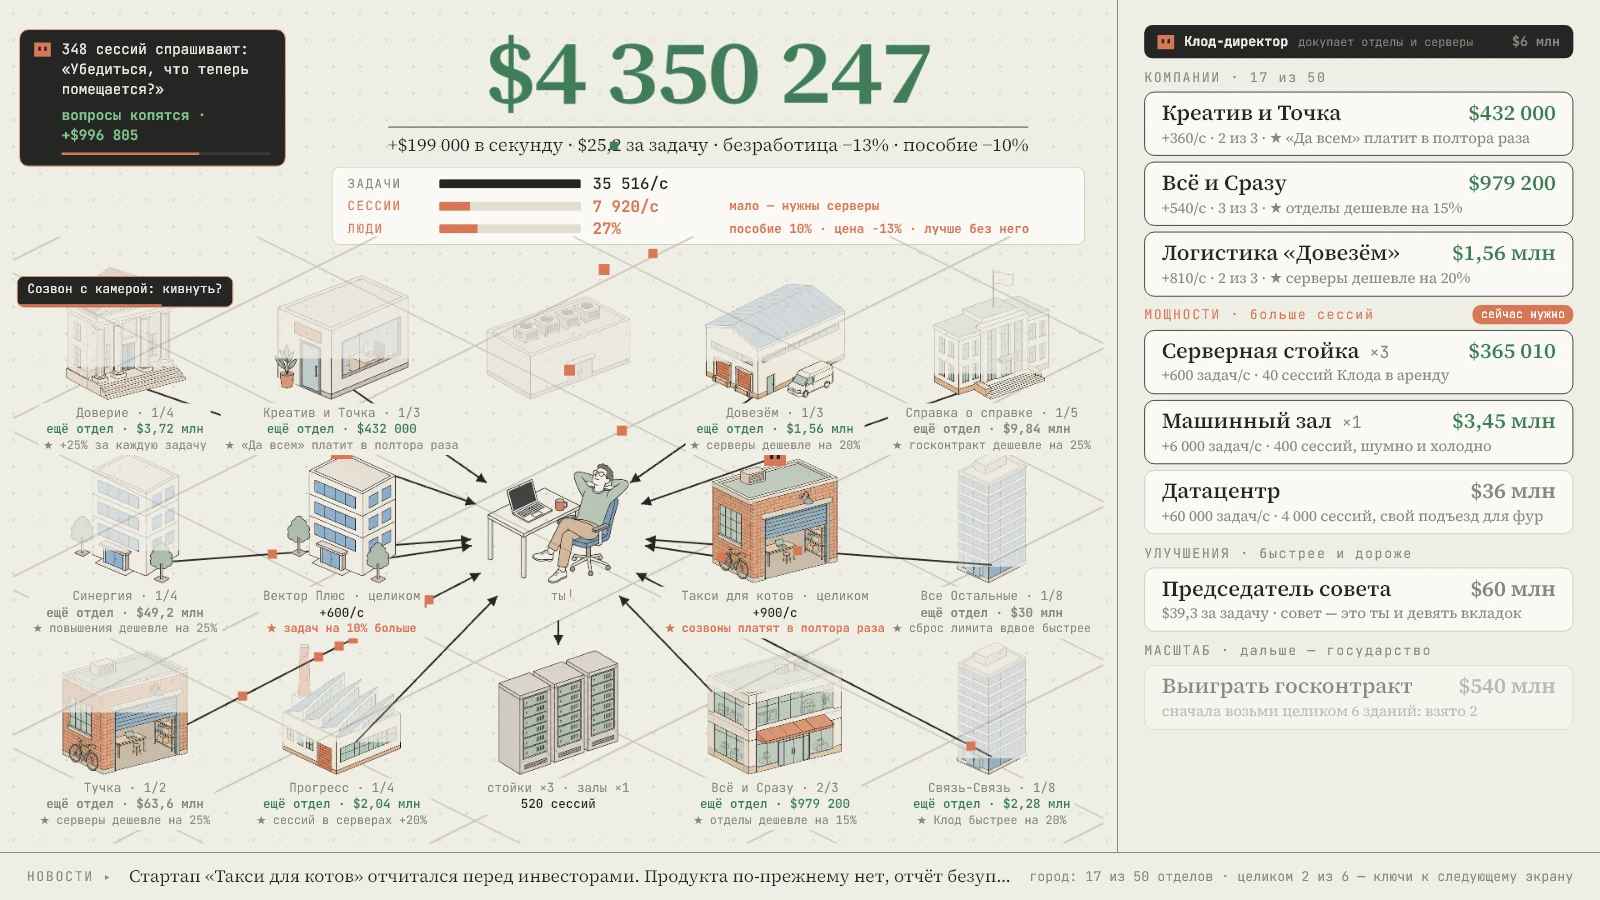 348 сессий спрашивают:
«Убедиться, что теперь
помещается?»
вопросы копятся ·
+$996 805
$4 350 247
+$199 000 в секунду · $25,2 за задачу · безработица −13% · пособие −10%
ЗАДАЧИ 35 516/с
СЕССИИ 7 920/с мало — нужны серверы
ЛЮДИ 27% пособие 10% · цена -13% · лучше без него
Созвон с камерой: кивнуть?
Доверие · 1/4
ещё отдел · $3,72 млн
★ +25% за каждую задачу
Креатив и Точка · 1/3
ещё отдел · $432 000
★ «Да всем» платит в полтора раза
Довезём · 1/3
ещё отдел · $1,56 млн
★ серверы дешевле на 20%
Справка о справке · 1/5
ещё отдел · $9,84 млн
★ госконтракт дешевле на 25%
Синергия · 1/4
ещё отдел · $49,2 млн
★ повышения дешевле на 25%
Вектор Плюс · целиком
+600/с
★ задач на 10% больше
ты
Такси для котов · целиком
+900/с
★ созвоны платят в полтора раза
Все Остальные · 1/8
ещё отдел · $30 млн
★ сброс лимита вдвое быстрее
Тучка · 1/2
ещё отдел · $63,6 млн
★ серверы дешевле на 25%
Прогресс · 1/4
ещё отдел · $2,04 млн
★ сессий в серверах +20%
стойки ×3 · залы ×1
520 сессий
Всё и Сразу · 2/3
ещё отдел · $979 200
★ отделы дешевле на 15%
Связь-Связь · 1/8
ещё отдел · $2,28 млн
★ Клод быстрее на 20%
Клод-директор докупает отделы и серверы $6 млн
КОМПАНИИ · 17 из 50
Креатив и Точка $432 000
+360/с · 2 из 3 · ★ «Да всем» платит в полтора раза
Всё и Сразу $979 200
+540/с · 3 из 3 · ★ отделы дешевле на 15%
Логистика «Довезём» $1,56 млн
+810/с · 2 из 3 · ★ серверы дешевле на 20%
МОЩНОСТИ · больше сессий сейчас нужно
Серверная стойка ×3 $365 010
+600 задач/с · 40 сессий Клода в аренду
Машинный зал ×1 $3,45 млн
+6 000 задач/с · 400 сессий, шумно и холодно
Датацентр $36 млн
+60 000 задач/с · 4 000 сессий, свой подъезд для фур
УЛУЧШЕНИЯ · быстрее и дороже
Председатель совета $60 млн
$39,3 за задачу · совет — это ты и девять вкладок
МАСШТАБ · дальше — государство
Выиграть госконтракт $540 млн
сначала возьми целиком 6 зданий: взято 2
НОВОСТИ ▸ Стартап «Такси для котов» отчитался перед инвесторами. Продукта по-прежнему нет, отчёт безуп…
город: 17 из 50 отделов · целиком 2 из 6 — ключи к следующему экрану